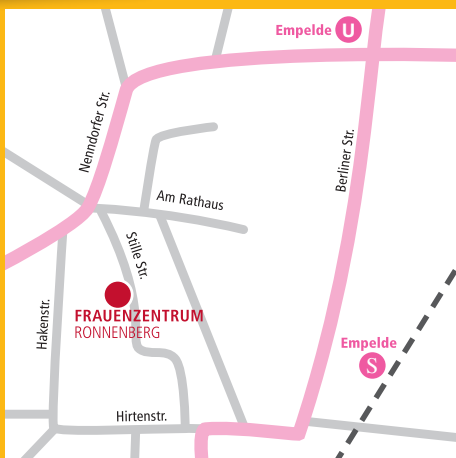 Empelde U
Nenndorfer Str.
Berliner Str.
Am Rathaus
Stille Str.
Hakenstr.
FRAUENZENTRUM
RONNENBERG
Empelde
S
Hirtenstr.